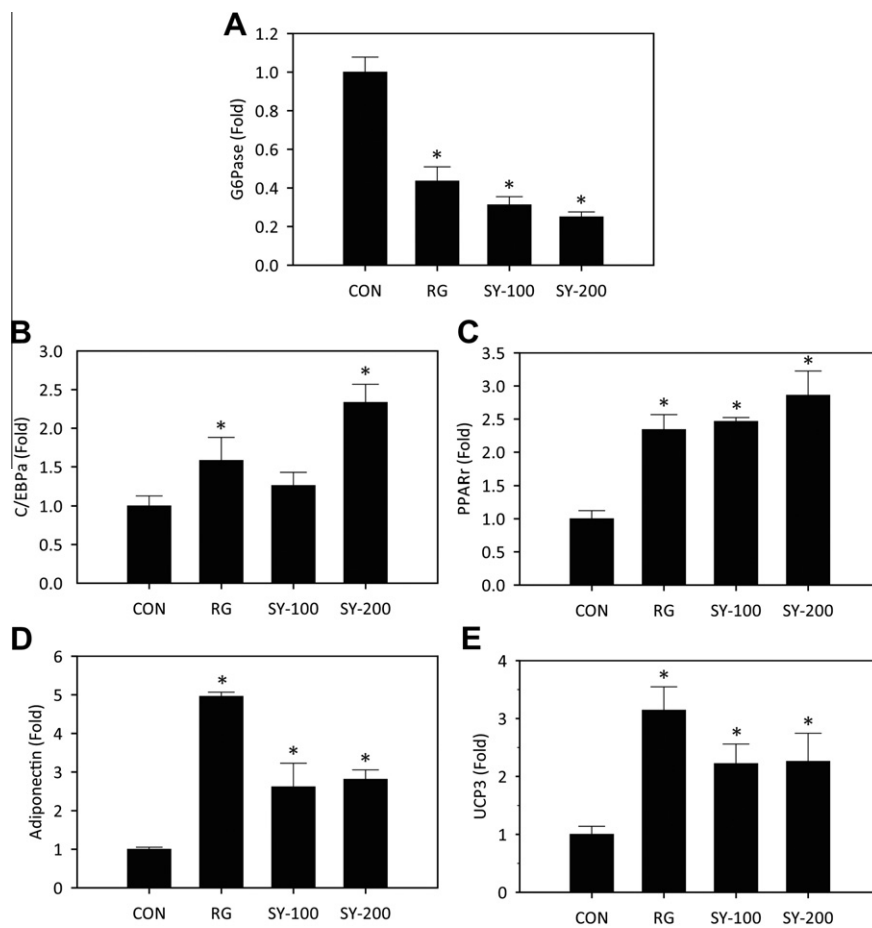 A
1.2
1.0
0.8
0.6
0.4
0.2
0.0
G6Pase (Fold)
* * *
CON RG SY-100 SY-200
B
3.0
2.5
2.0
1.5
1.0
0.5
0.0
C/EBPa (Fold)
* *
CON RG SY-100 SY-200
C
3.5
3.0
2.5
2.0
1.5
1.0
0.5
0.0
PPARr (Fold)
* * *
CON RG SY-100 SY-200
D
6
5
4
3
2
1
0
Adiponectin (Fold)
* * *
CON RG SY-100 SY-200
E
4
3
2
1
0
UCP3 (Fold)
* * *
CON RG SY-100 SY-200